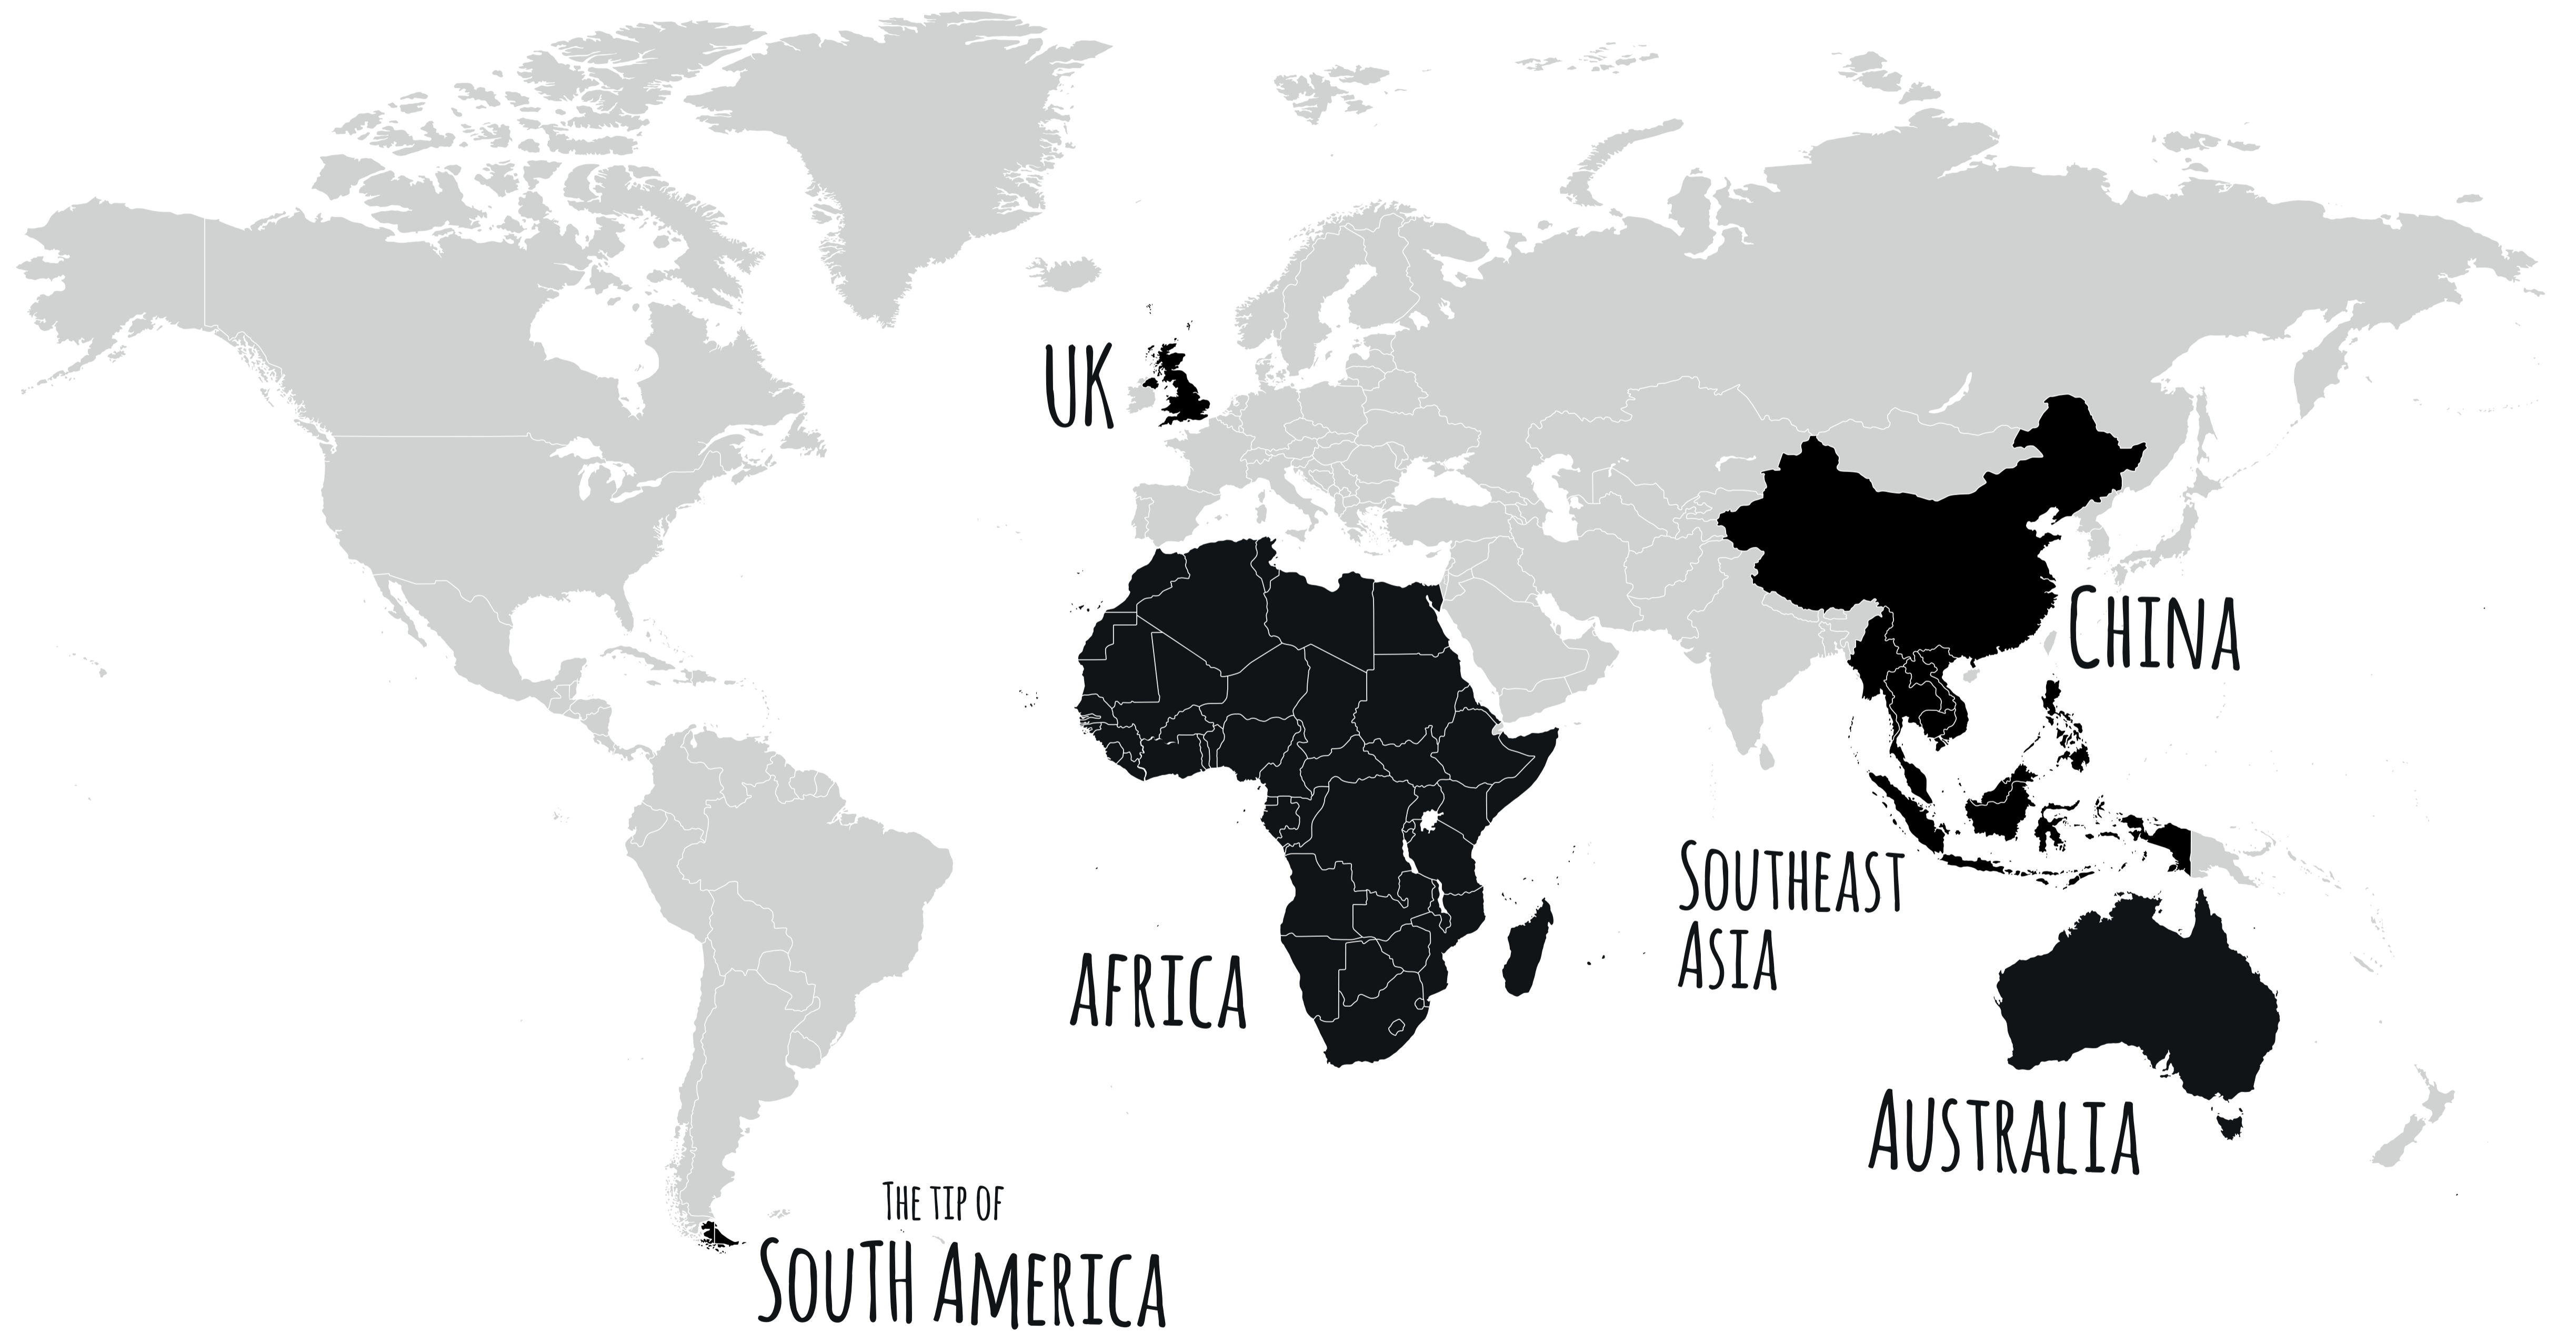 UK
CHINA
SOUTHEAST
ASIA
AFRICA
AUSTRALIA
THE TIP OF
SOUTH AMERICA